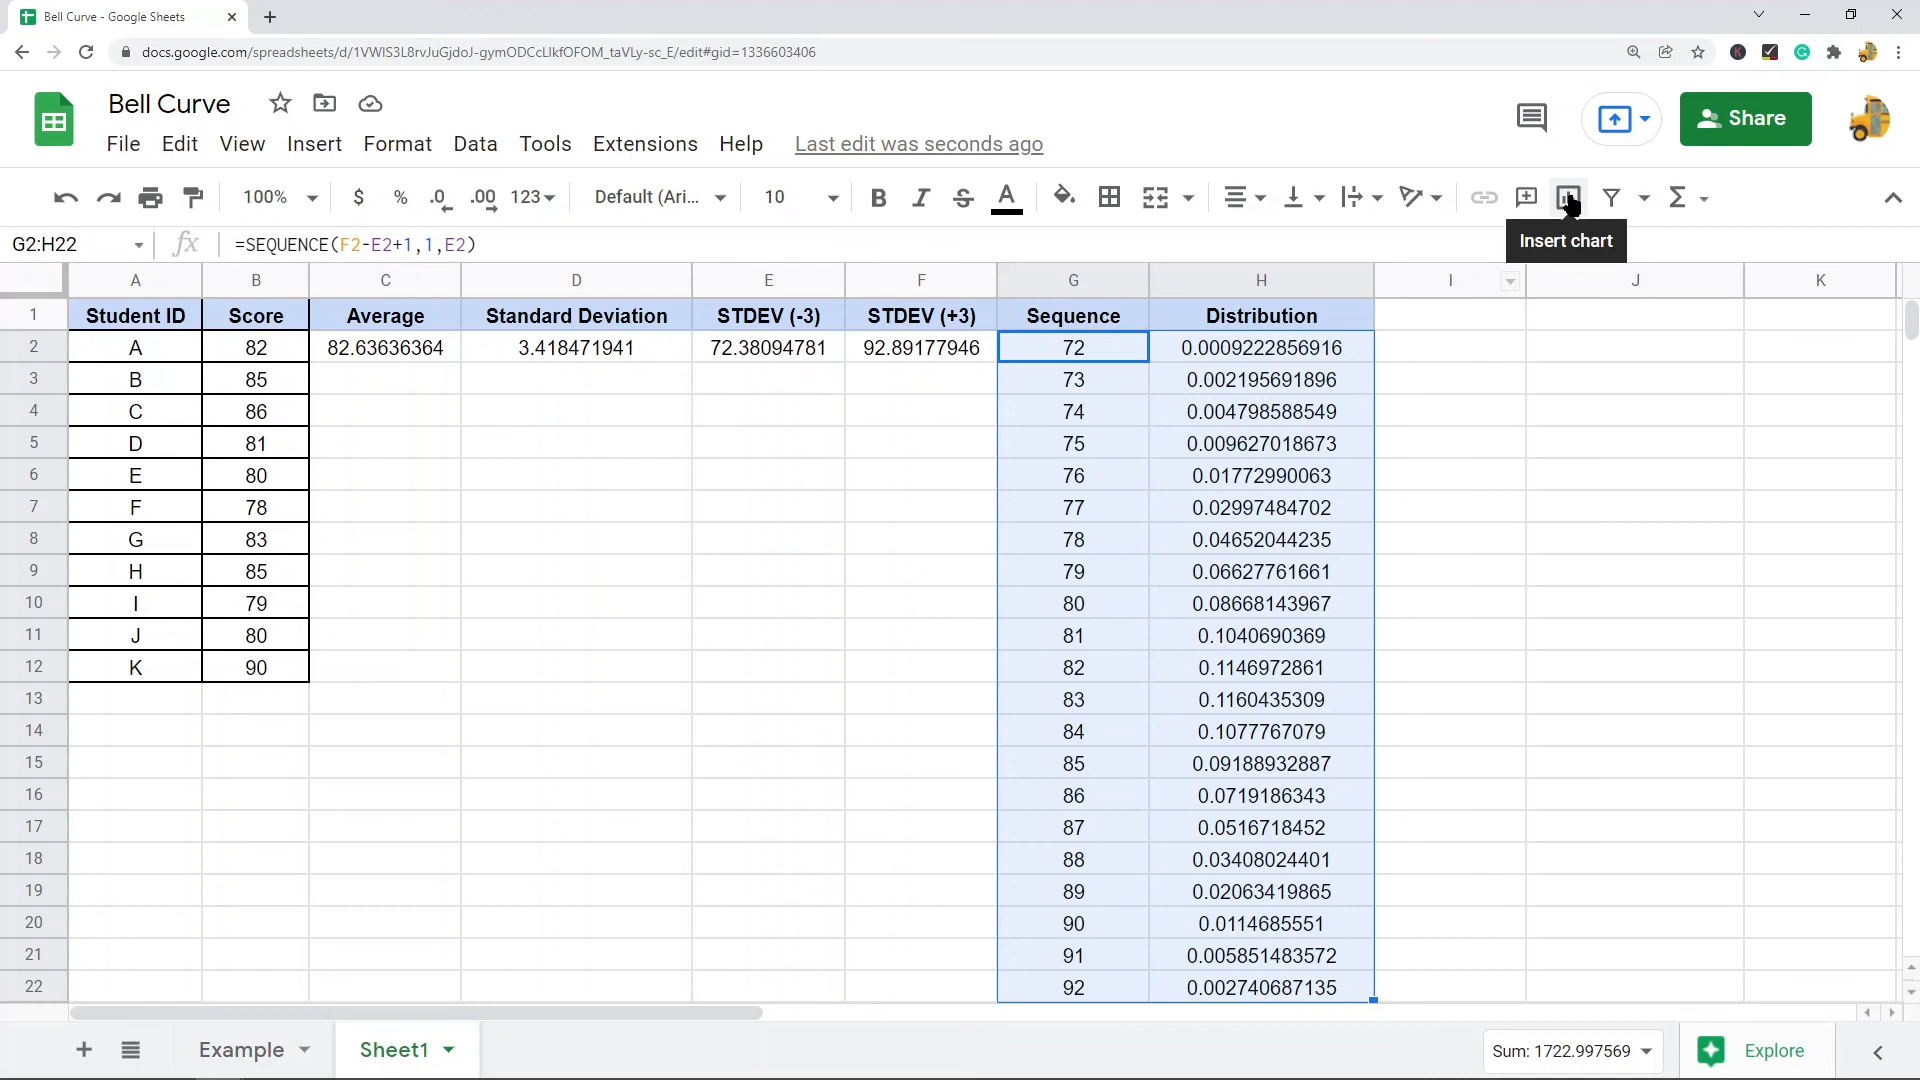 Bell Curve - Google Sheets
docs.google.com/spreadsheets/d/1VWIS3L8rvJuGjdoJ-gymODCcLIkfOFOM_taVLy-sc_E/edit#gid=1336603406
Bell Curve
Share
File Edit View Insert Format Data Tools Extensions Help Last edit was seconds ago
100% $ % .0 .00 123 Default (Ari... 10 B I S A
Insert chart
G2:H22 fx =SEQUENCE(F2-E2+1,1,E2)
A B C D E F G H I J K
1 Student ID Score Average Standard Deviation STDEV (-3) STDEV (+3) Sequence Distribution
2 A 82 82.63636364 3.418471941 72.38094781 92.89177946 72 0.0009222856916
3 B 85 73 0.002195691896
4 C 86 74 0.004798588549
5 D 81 75 0.009627018673
6 E 80 76 0.01772990063
7 F 78 77 0.02997484702
8 G 83 78 0.04652044235
9 H 85 79 0.06627761661
10 I 79 80 0.08668143967
11 J 80 81 0.1040690369
12 K 90 82 0.1146972861
13 83 0.1160435309
14 84 0.1077767079
15 85 0.09188932887
16 86 0.0719186343
17 87 0.0516718452
18 88 0.03408024401
19 89 0.02063419865
20 90 0.0114685551
21 91 0.005851483572
22 92 0.002740687135
Example Sheet1 Sum: 1722.997569 Explore